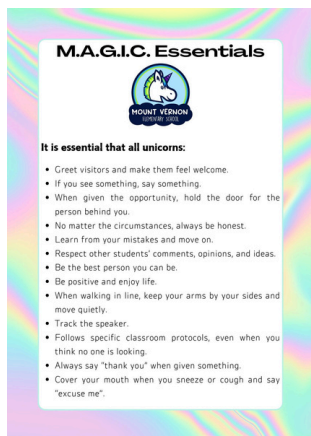 M.A.G.I.C. Essentials
MOUNT VERNON
ELEMENTARY SCHOOL
It is essential that all unicorns:
• Greet visitors and make them feel welcome.
• If you see something, say something.
• When given the opportunity, hold the door for the
person behind you.
• No matter the circumstances, always be honest.
• Learn from your mistakes and move on.
• Respect other students' comments, opinions, and ideas.
• Be the best person you can be.
• Be positive and enjoy life.
• When walking in line, keep your arms by your sides and
move quietly.
• Track the speaker.
• Follows specific classroom protocols, even when you
think no one is looking.
• Always say "thank you" when given something.
• Cover your mouth when you sneeze or cough and say
"excuse me".